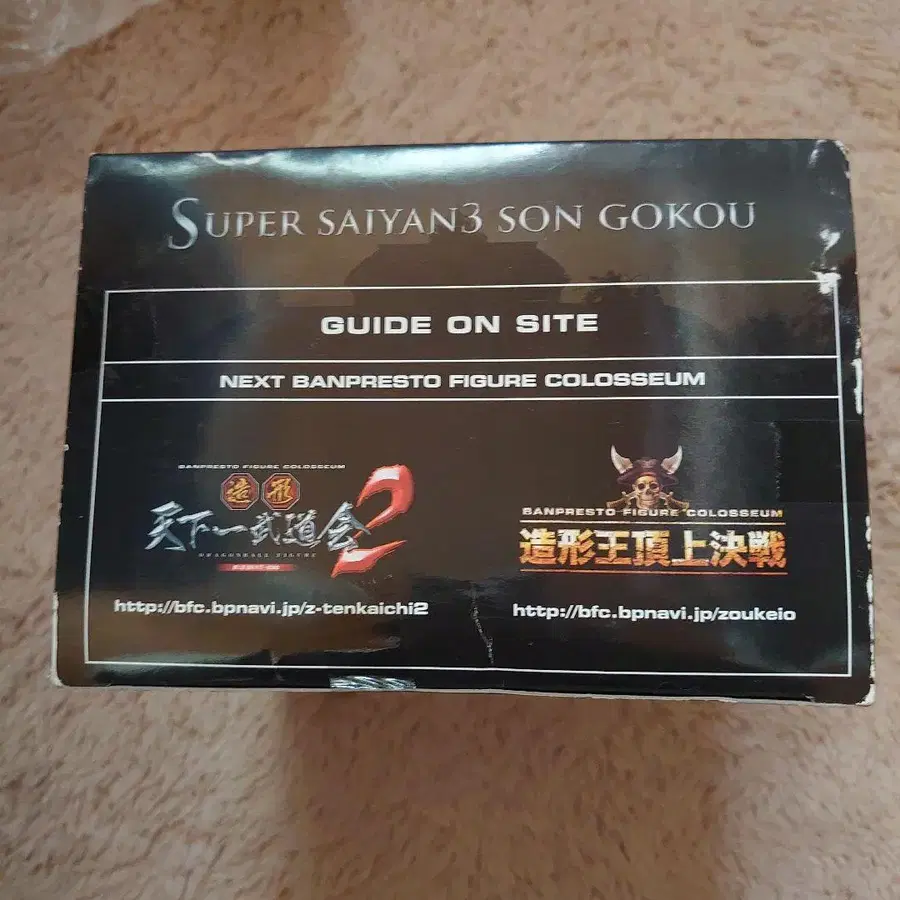 SUPER SAIYAN3 SON GOKOU
GUIDE ON SITE
NEXT BANPRESTO FIGURE COLOSSEUM
BANPRESTO FIGURE COLOSSEUM
造形
天下一武道会2
http://bfc.bpnavi.jp/z-tenkaichi2
BANPRESTO FIGURE COLOSSEUM
造形王頂上決戦
http://bfc.bpnavi.jp/zoukeio